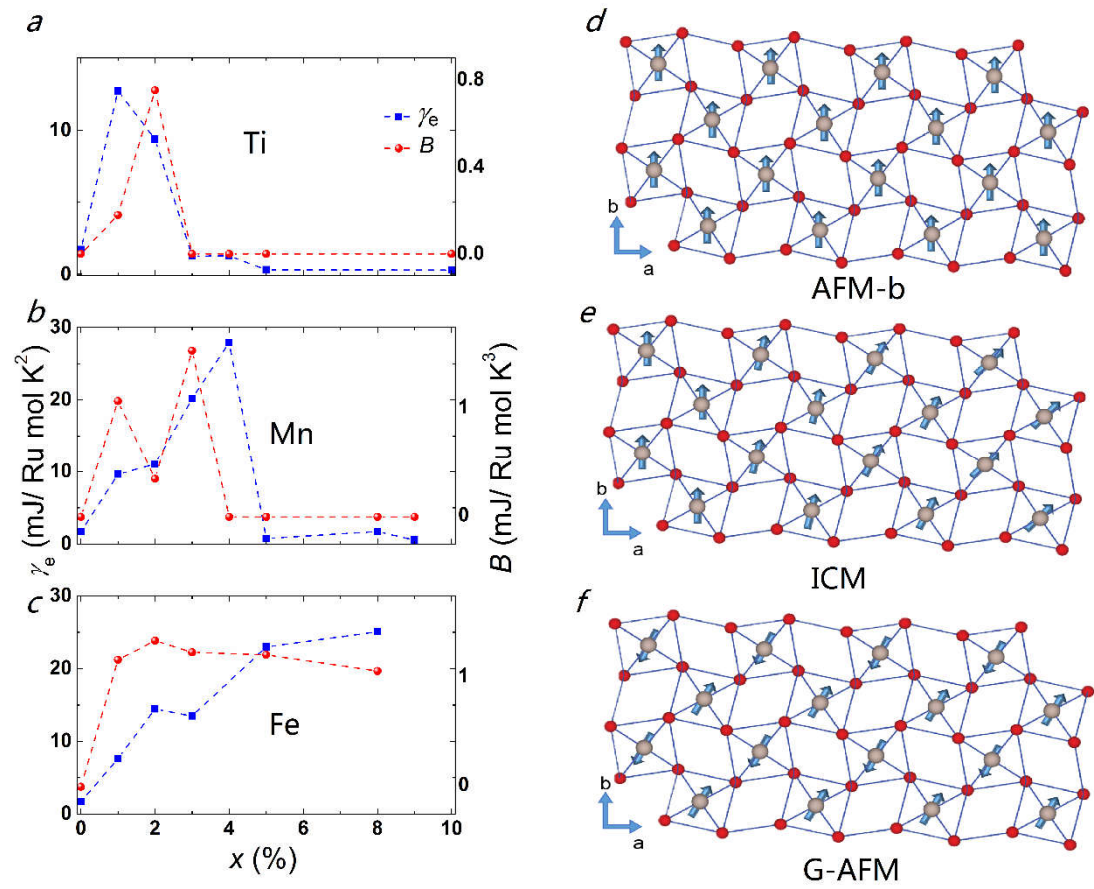 a
10
0
Ti
γe
B
0.8
0.4
0.0
b
30
20
10
0
Mn
1
0
γe (mJ/ Ru mol K²)
B (mJ/ Ru mol K³)
c
30
20
10
0
Fe
1
0
0 2 4 6 8 10
x (%)
d
b
a
AFM-b
e
b
a
ICM
f
b
a
G-AFM